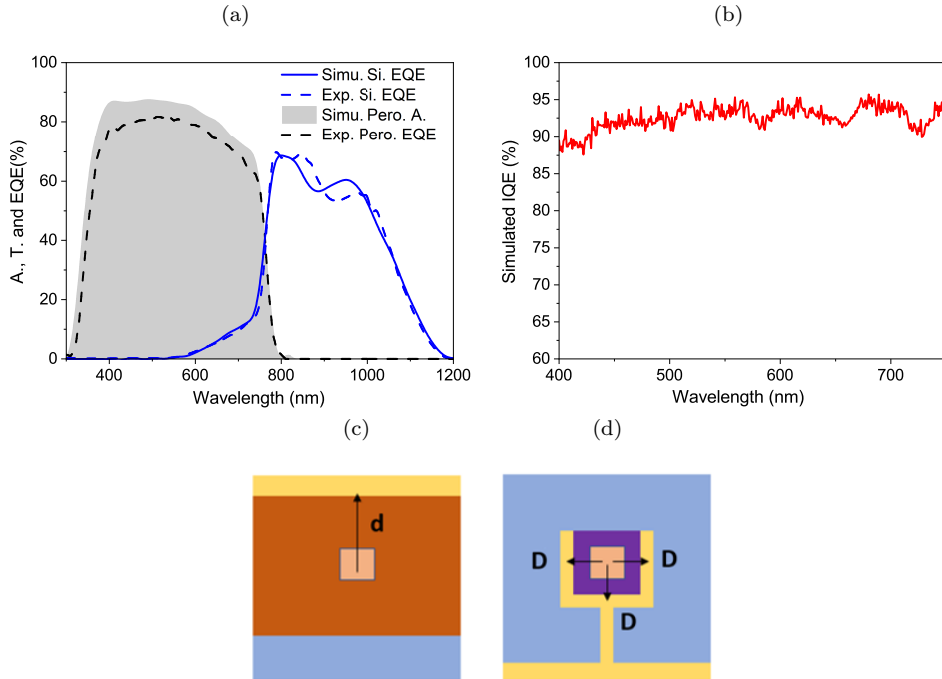 (a)
(b)
100
80
60
40
20
0
A., T. and EQE(%)
Simu. Si. EQE
Exp. Si. EQE
Simu. Pero. A.
Exp. Pero. EQE
400
600
800
1000
1200
Wavelength (nm)
100
95
90
85
80
75
70
65
60
Simulated IQE (%)
400
500
600
700
Wavelength (nm)
(c)
(d)
d
D
D
D